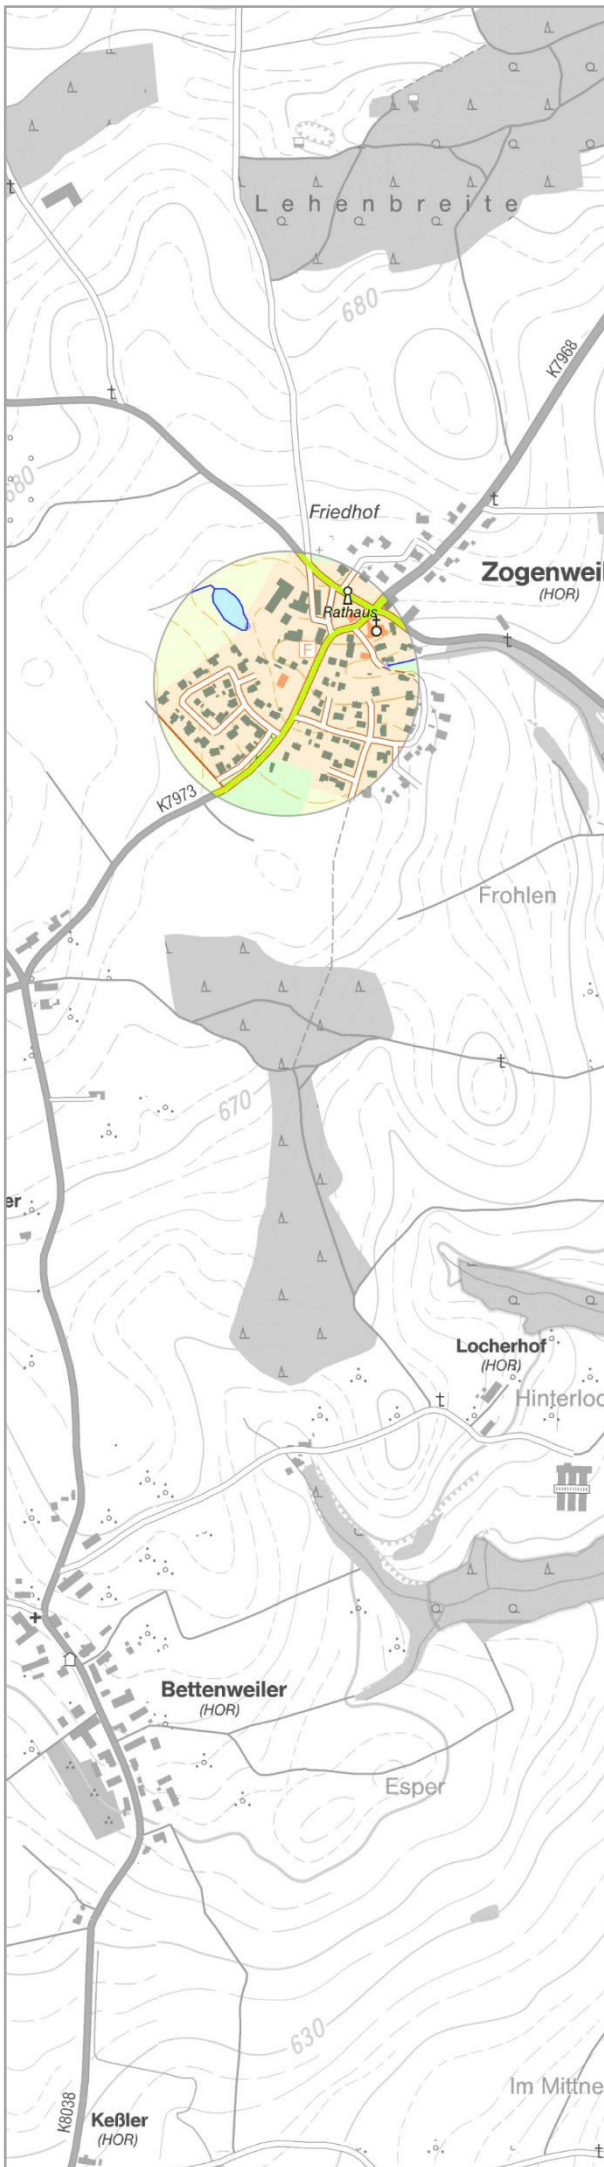 Lehenbreite
680
K7968
680
Friedhof
Zogenweil
(HOR)
Rathaus
F
K7973
Frohlen
670
er
Locherhof
(HOR)
Hinterloc
Bettenweiler
(HOR)
Esper
630
Im Mittne
K8038
Keßler
(HOR)